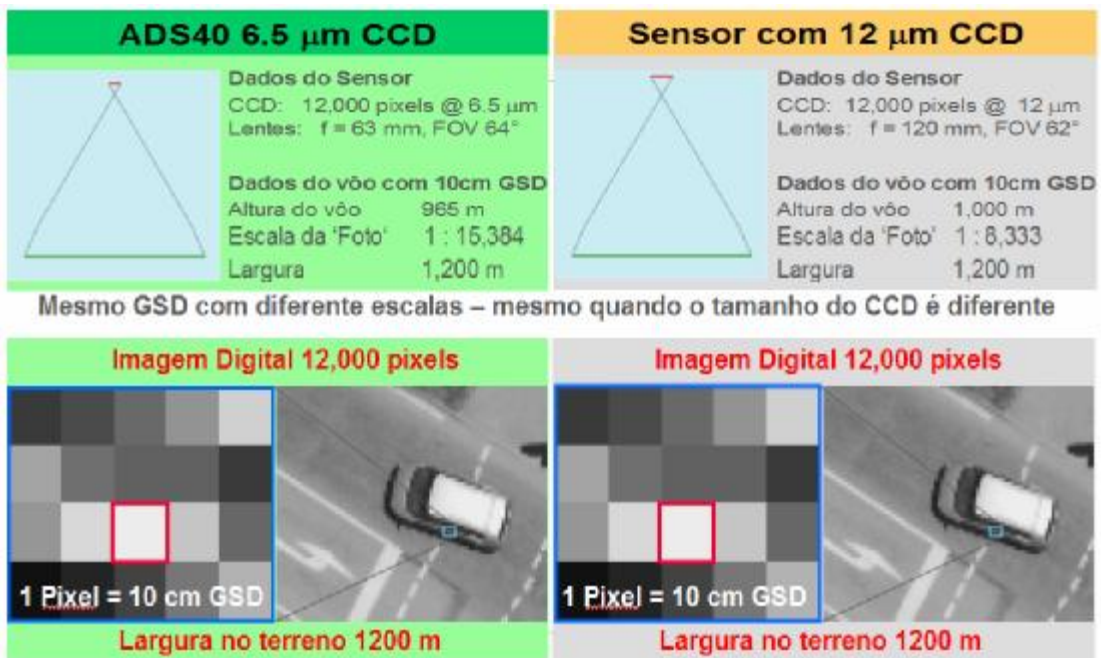 ADS40 6.5 µm CCD
Dados do Sensor
CCD: 12,000 pixels @ 6.5 µm
Lentes: f = 63 mm, FOV 64°
Dados do vôo com 10cm GSD
Altura do vôo 965 m
Escala da 'Foto' 1 : 15,384
Largura 1,200 m
Sensor com 12 µm CCD
Dados do Sensor
CCD: 12,000 pixels @ 12 µm
Lentes: f = 120 mm, FOV 62°
Dados do vôo com 10cm GSD
Altura do vôo 1,000 m
Escala da 'Foto' 1 : 8,333
Largura 1,200 m
Mesmo GSD com diferente escalas – mesmo quando o tamanho do CCD é diferente
Imagem Digital 12,000 pixels
1 Pixel = 10 cm GSD
Largura no terreno 1200 m
Imagem Digital 12,000 pixels
1 Pixel = 10 cm GSD
Largura no terreno 1200 m